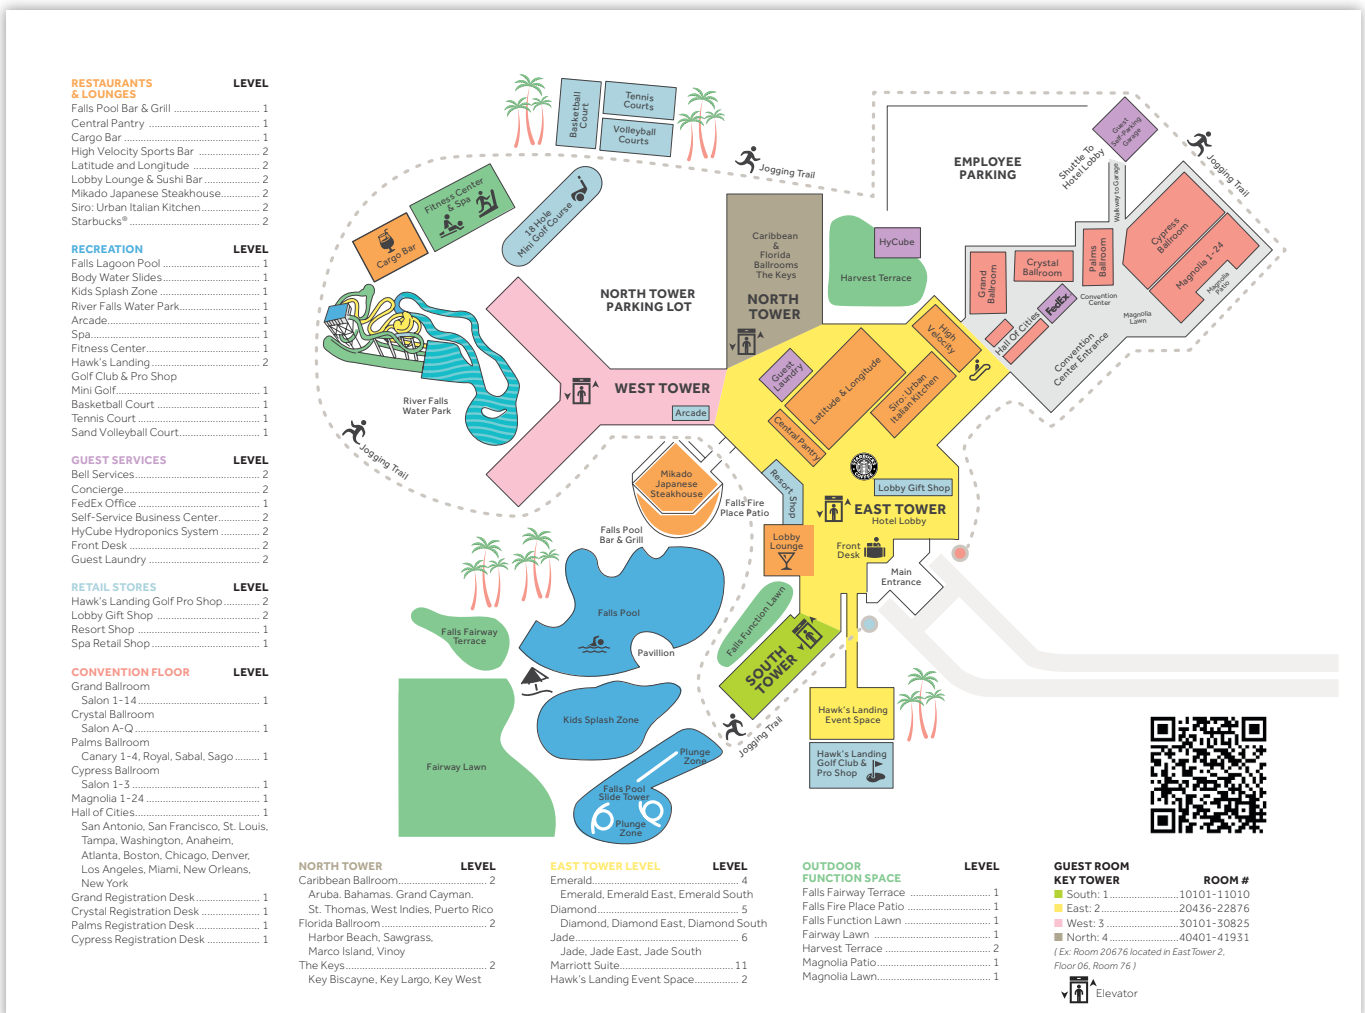 RESTAURANTS LEVEL
& LOUNGES
Falls Pool Bar & Grill 1
Central Pantry 1
Cargo Bar 1
High Velocity Sports Bar 2
Latitude and Longitude 2
Lobby Lounge & Sushi Bar 2
Mikado Japanese Steakhouse 2
Siro: Urban Italian Kitchen 2
Starbucks® 2
RECREATION LEVEL
Falls Lagoon Pool 1
Body Water Slides 1
Kids Splash Zone 1
River Falls Water Park 1
Arcade 1
Spa 1
Fitness Center 1
Hawk's Landing 2
Golf Club & Pro Shop
Mini Golf 1
Basketball Court 1
Tennis Court 1
Sand Volleyball Court 1
GUEST SERVICES LEVEL
Bell Services 2
Concierge 2
FedEx Office 1
Self-Service Business Center 2
HyCube Hydroponics System 2
Front Desk 2
Guest Laundry 2
RETAIL STORES LEVEL
Hawk's Landing Golf Pro Shop 2
Lobby Gift Shop 2
Resort Shop 1
Spa Retail Shop 1
CONVENTION FLOOR LEVEL
Grand Ballroom
Salon 1-14 1
Crystal Ballroom
Salon A-Q 1
Palms Ballroom
Canary 1-4, Royal, Sabal, Sago 1
Cypress Ballroom
Salon 1-3 1
Magnolia 1-24 1
Hall of Cities 1
San Antonio, San Francisco, St. Louis,
Tampa, Washington, Anaheim,
Atlanta, Boston, Chicago, Denver,
Los Angeles, Miami, New Orleans,
New York
Grand Registration Desk 1
Crystal Registration Desk 1
Palms Registration Desk 1
Cypress Registration Desk 1
Basketball
Court
Tennis
Courts
Volleyball
Courts
Jogging Trail
EMPLOYEE
PARKING
Shuttle To
Hotel Lobby
Guest
Self-Parking
Garage
Jogging Trail
Walkway to Garage
Fitness Center
& Spa
Cargo Bar
18 Hole
Mini Golf Course
Caribbean
&
Florida
Ballrooms
The Keys
NORTH
TOWER
HyCube
Harvest Terrace
Grand
Ballroom
Crystal
Ballroom
Palms
Ballroom
Cypress
Ballroom
Magnolia 1-24
Magnolia
Patio
Magnolia
Lawn
Convention
Center
FedEx
Hall Of Cities
Convention
Center Entrance
NORTH TOWER
PARKING LOT
River Falls
Water Park
Jogging Trail
WEST TOWER
Arcade
Guest
Laundry
Latitude & Longitude
High
Velocity
Siro: Urban
Italian Kitchen
Central Pantry
Mikado
Japanese
Steakhouse
Falls Fire
Place Patio
Falls Pool
Bar & Grill
Resort Shop
STARBUCKS
COFFEE
Lobby Gift Shop
EAST TOWER
Hotel Lobby
Lobby
Lounge
Front
Desk
Main
Entrance
Falls Pool
Pavillion
Falls Fairway
Terrace
Falls Function Lawn
SOUTH
TOWER
Jogging Trail
Kids Splash Zone
Fairway Lawn
Plunge
Zone
Falls Pool
Slide Tower
Plunge
Zone
Hawk's Landing
Event Space
Hawk's Landing
Golf Club &
Pro Shop
NORTH TOWER LEVEL
Caribbean Ballroom 2
Aruba. Bahamas. Grand Cayman.
St. Thomas, West Indies, Puerto Rico
Florida Ballroom 2
Harbor Beach, Sawgrass,
Marco Island, Vinoy
The Keys 2
Key Biscayne, Key Largo, Key West
EAST TOWER LEVEL LEVEL
Emerald 4
Emerald, Emerald East, Emerald South
Diamond 5
Diamond, Diamond East, Diamond South
Jade 6
Jade, Jade East, Jade South
Marriott Suite 11
Hawk's Landing Event Space 2
OUTDOOR LEVEL
FUNCTION SPACE
Falls Fairway Terrace 1
Falls Fire Place Patio 1
Falls Function Lawn 1
Fairway Lawn 1
Harvest Terrace 2
Magnolia Patio 1
Magnolia Lawn 1
GUEST ROOM
KEY TOWER ROOM #
South: 1 10101-11010
East: 2 20436-22876
West: 3 30101-30825
North: 4 40401-41931
( Ex: Room 20676 located in East Tower 2,
Floor 06, Room 76 )
Elevator